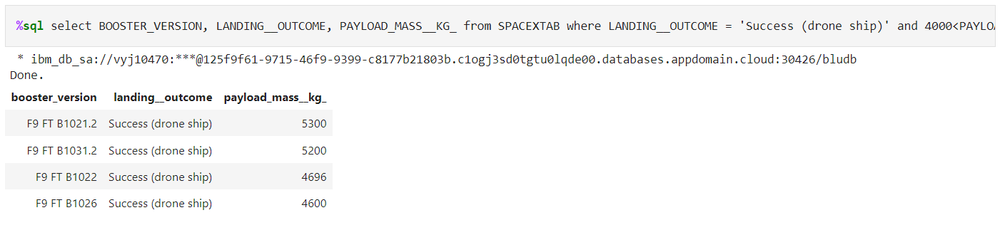 %sql select BOOSTER_VERSION, LANDING__OUTCOME, PAYLOAD_MASS__KG_ from SPACEXTAB where LANDING__OUTCOME = 'Success (drone ship)' and 4000<PAYLOA
* ibm_db_sa://vyj10470:***@125f9f61-9715-46f9-9399-c8177b21803b.c1ogj3sd0tgtu0lqde00.databases.appdomain.cloud:30426/bludb
Done.
booster_version landing__outcome payload_mass__kg_
F9 FT B1021.2 Success (drone ship) 5300
F9 FT B1031.2 Success (drone ship) 5200
F9 FT B1022 Success (drone ship) 4696
F9 FT B1026 Success (drone ship) 4600